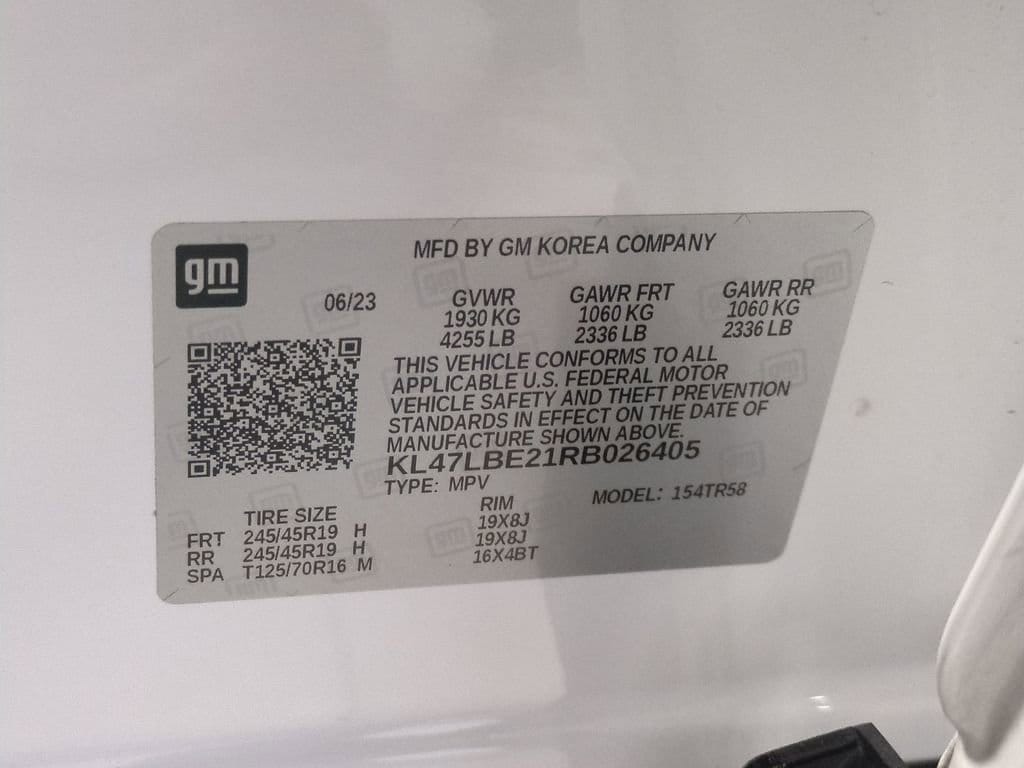 gm
MFD BY GM KOREA COMPANY
06/23
GVWR GAWR FRT GAWR RR
1930 KG 1060 KG 1060 KG
4255 LB 2336 LB 2336 LB
THIS VEHICLE CONFORMS TO ALL
APPLICABLE U.S. FEDERAL MOTOR
VEHICLE SAFETY AND THEFT PREVENTION
STANDARDS IN EFFECT ON THE DATE OF
MANUFACTURE SHOWN ABOVE.
KL47LBE21RB026405
TYPE: MPV MODEL: 154TR58
TIRE SIZE RIM
FRT 245/45R19 H 19X8J
RR 245/45R19 H 19X8J
SPA T125/70R16 M 16X4BT